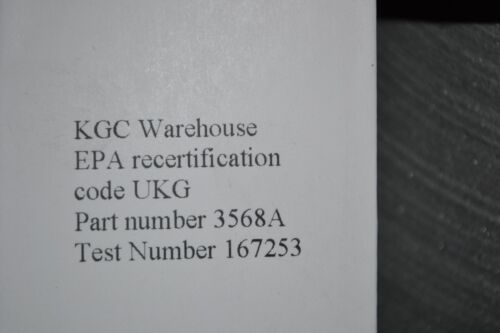 KGC Warehouse
EPA recertification
code UKG
Part number 3568A
Test Number 167253